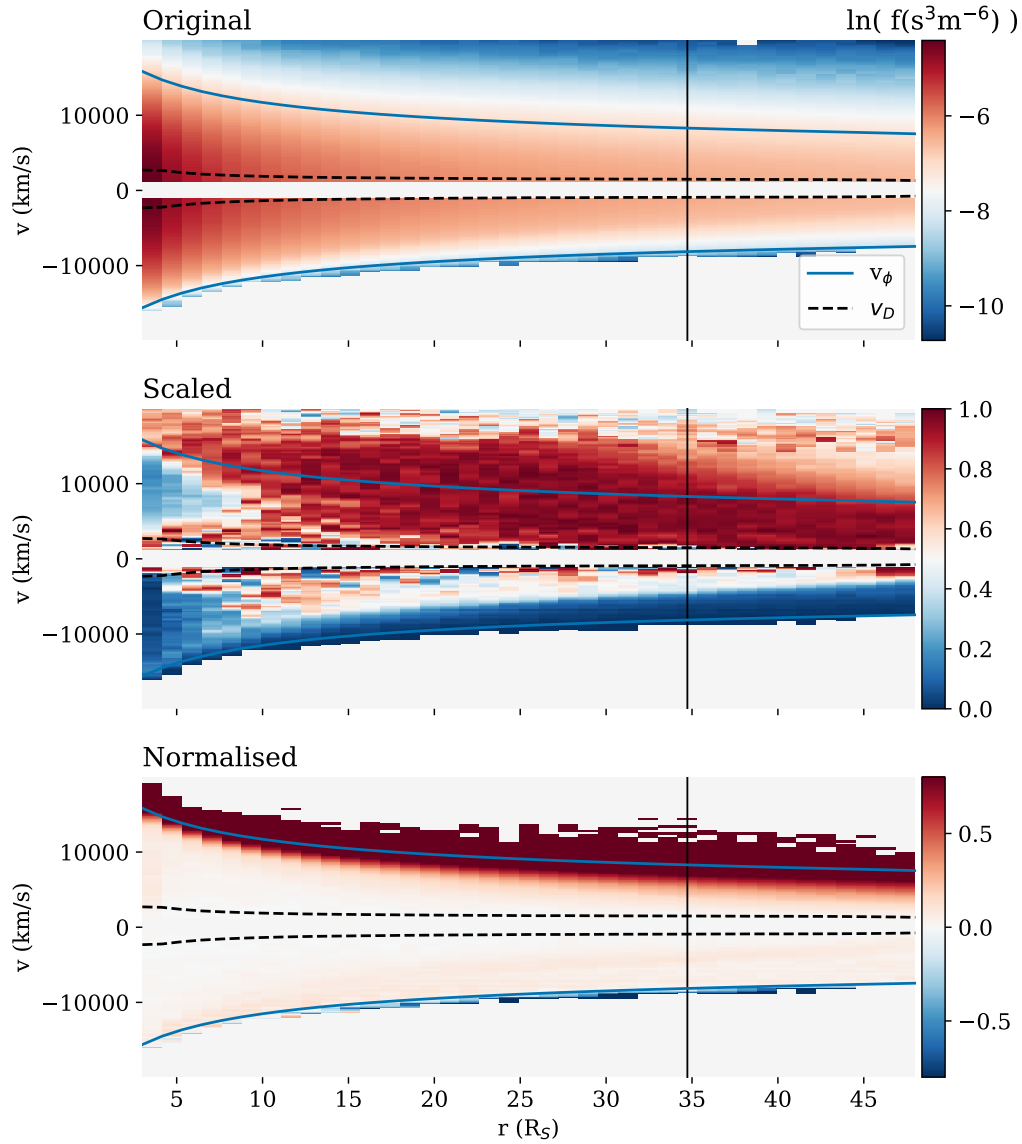 Original
ln( f(s³m⁻⁶) )
10000
0
−10000
v (km/s)
v_ϕ
v_D
−6
−8
−10
Scaled
10000
0
−10000
v (km/s)
1.0
0.8
0.6
0.4
0.2
0.0
Normalised
10000
0
−10000
v (km/s)
0.5
0.0
−0.5
5 10 15 20 25 30 35 40 45
r (R_S)